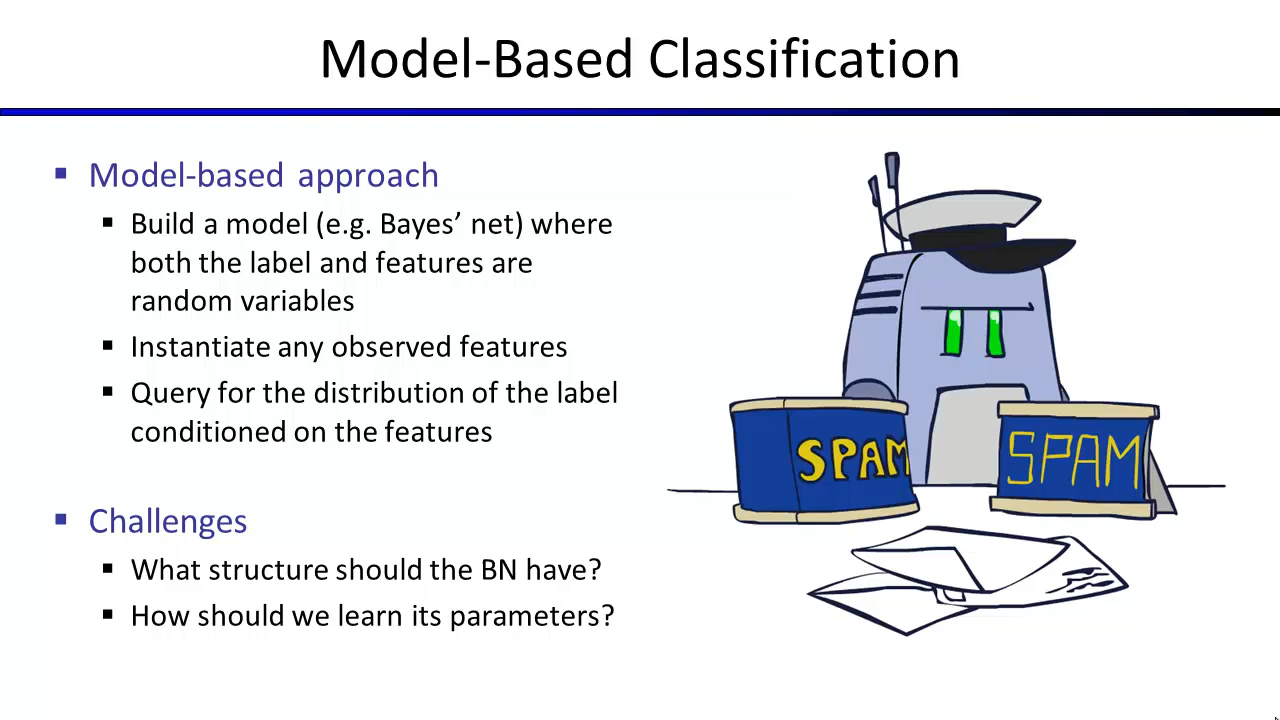 Model-Based Classification
▪ Model-based approach
▪ Build a model (e.g. Bayes’ net) where
both the label and features are
random variables
▪ Instantiate any observed features
▪ Query for the distribution of the label
conditioned on the features
▪ Challenges
▪ What structure should the BN have?
▪ How should we learn its parameters?
SPAM
SPAM